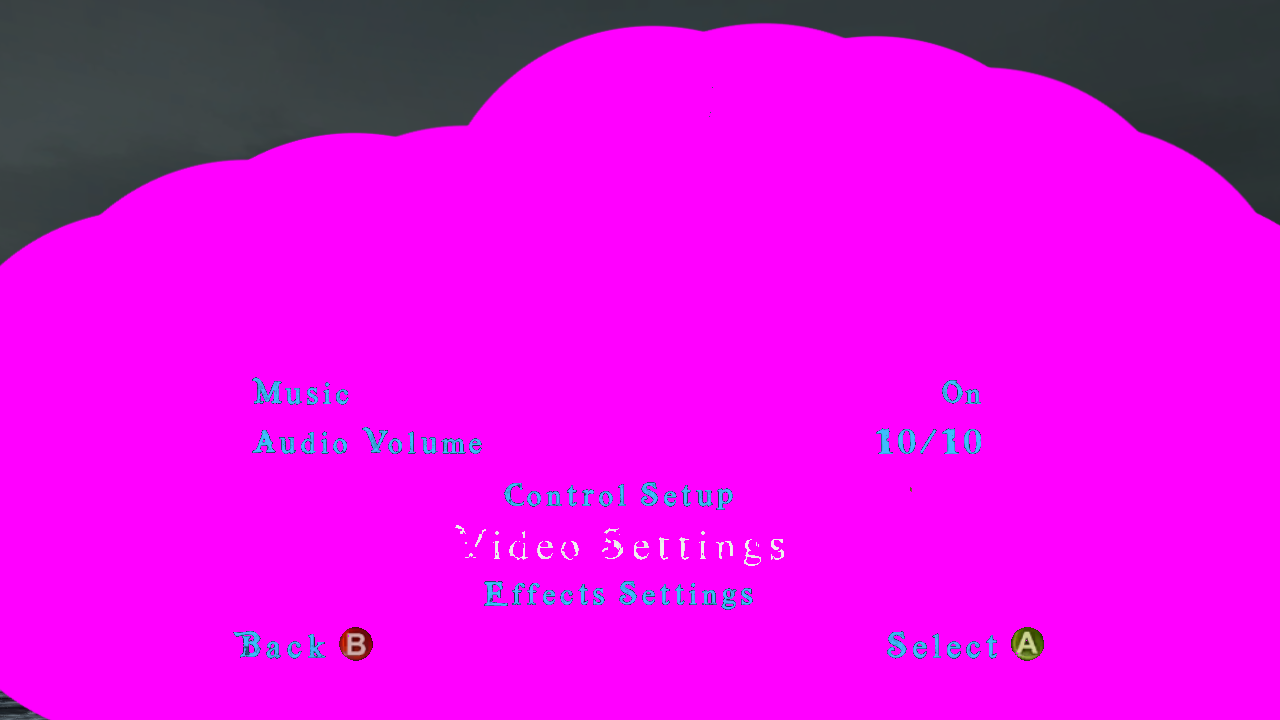 Music On
Audio Volume 10/10
Control Setup
Video Settings
Effects Settings
Back B Select A